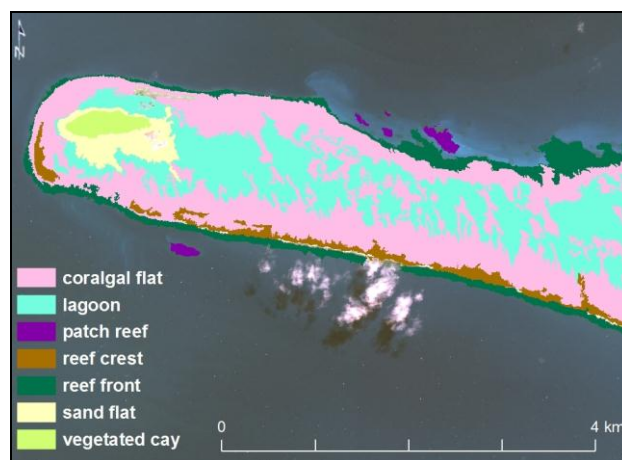 N
coralgal flat
lagoon
patch reef
reef crest
reef front
sand flat
vegetated cay
0 4 km